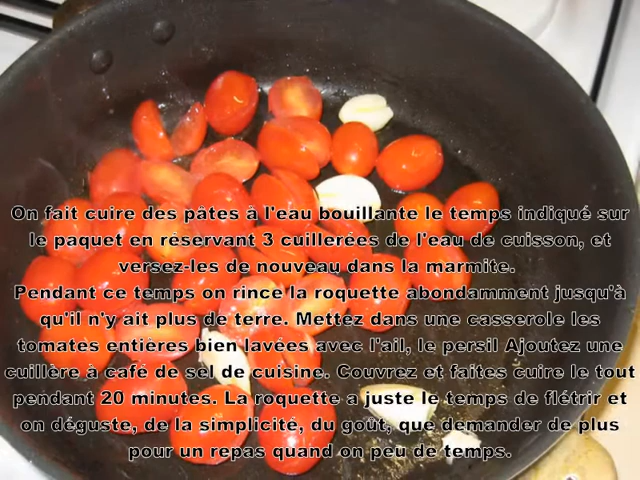 On fait cuire des pâtes à l'eau bouillante le temps indiqué sur
le paquet en réservant 3 cuillerées de l'eau de cuisson, et
versez-les de nouveau dans la marmite.
Pendant ce temps on rince la roquette abondamment jusqu'à
qu'il n'y ait plus de terre. Mettez dans une casserole les
tomates entières bien lavées avec l'ail, le persil Ajoutez une
cuillère à café de sel de cuisine. Couvrez et faites cuire le tout
pendant 20 minutes. La roquette a juste le temps de flétrir et
on déguste, de la simplicité, du goût, que demander de plus
pour un repas quand on peu de temps.